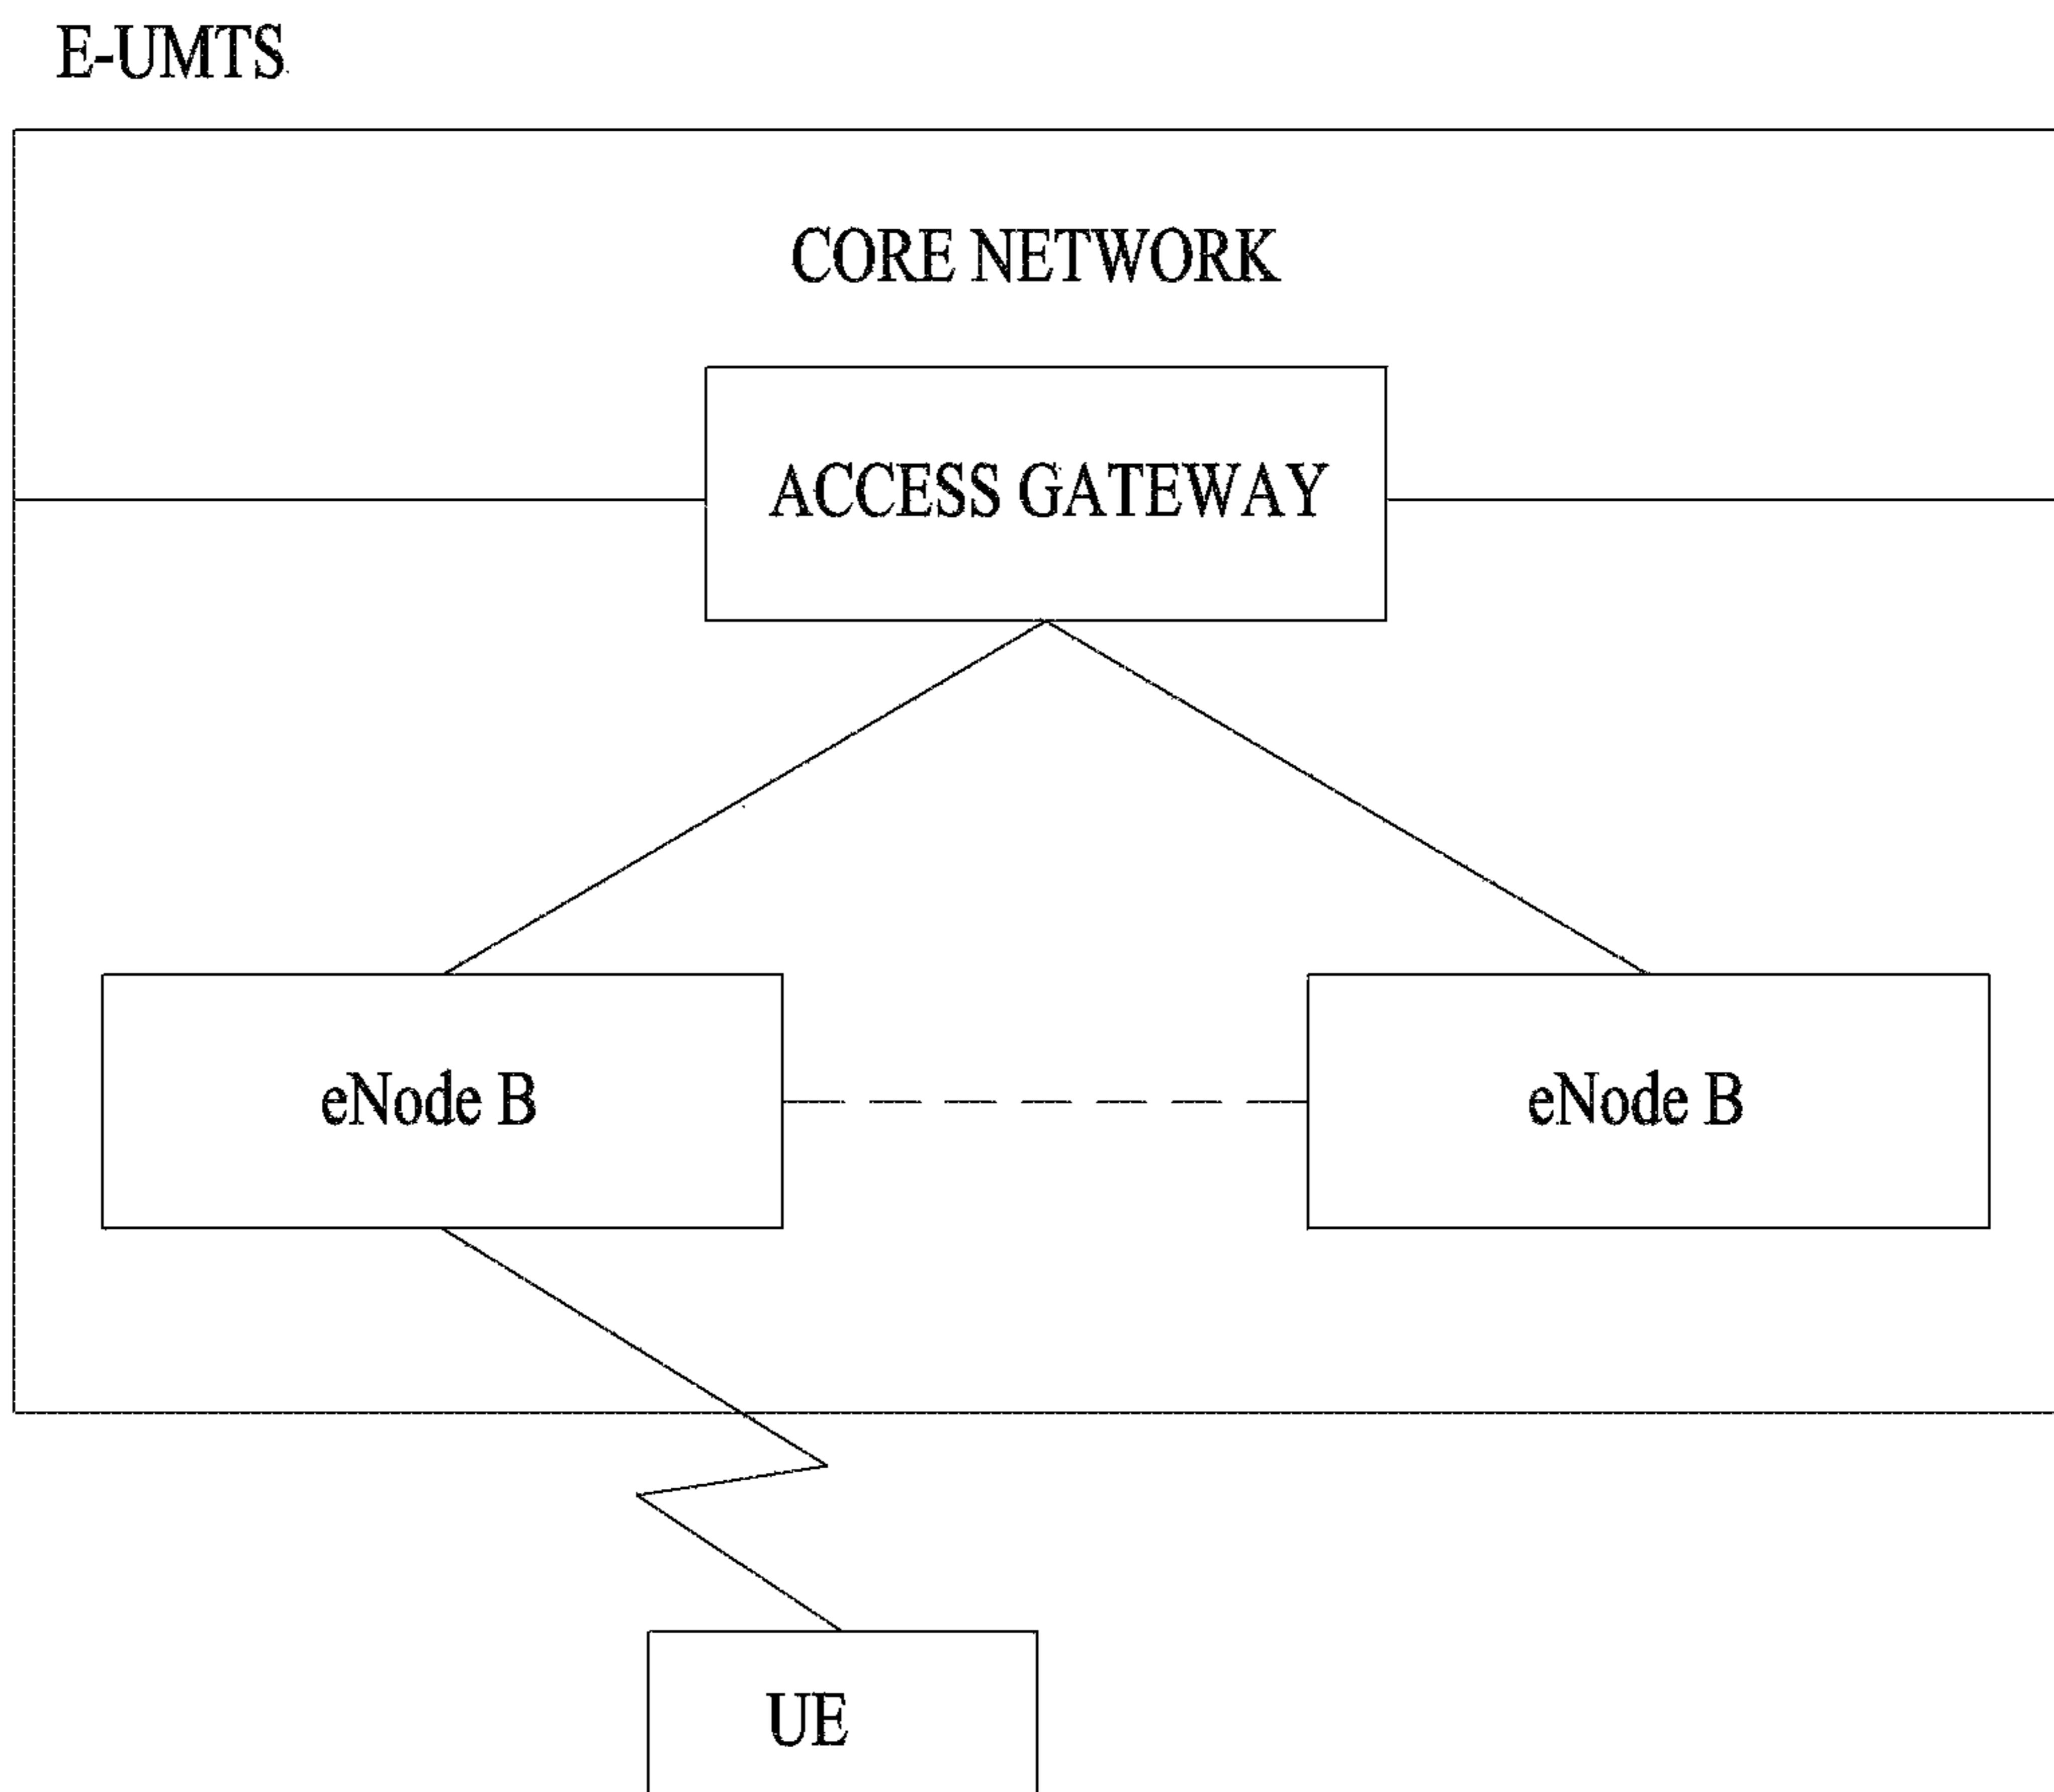 E-UMTS
CORE NETWORK
ACCESS GATEWAY
eNode B
eNode B
UE